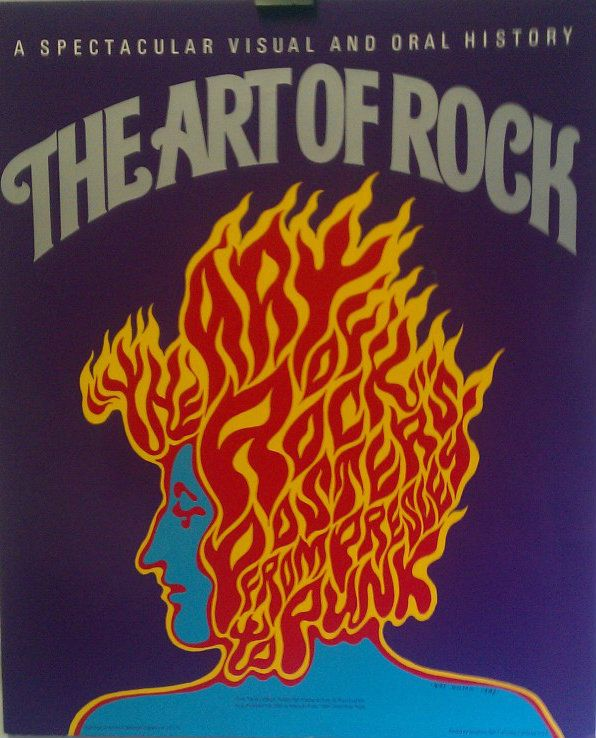 A SPECTACULAR VISUAL AND ORAL HISTORY
THE ART OF ROCK
THE ART
OF
ROCK
POSTERS
FROM PRESLEY
TO PUNK